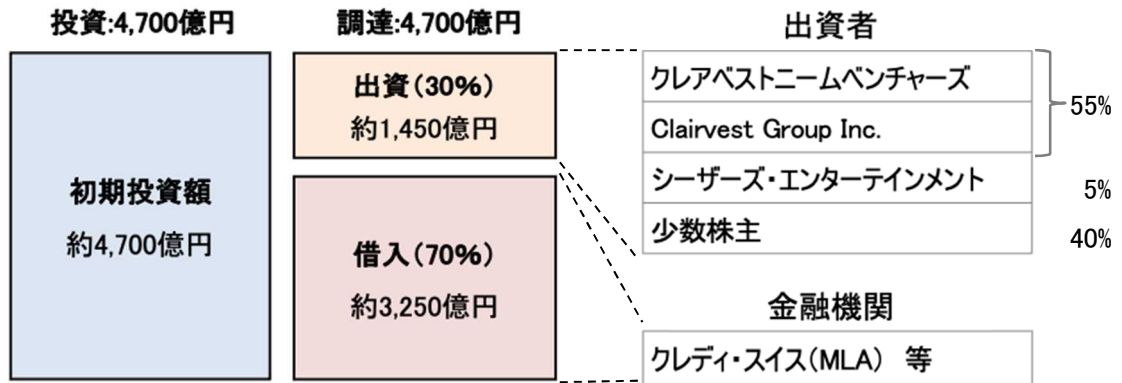 投資:4,700億円
初期投資額
約4,700億円
調達:4,700億円
出資(30%)
約1,450億円
借入(70%)
約3,250億円
出資者
クレアベストニームベンチャーズ
Clairvest Group Inc.
55%
シーザーズ・エンターテインメント
5%
少数株主
40%
金融機関
クレディ・スイス(MLA) 等